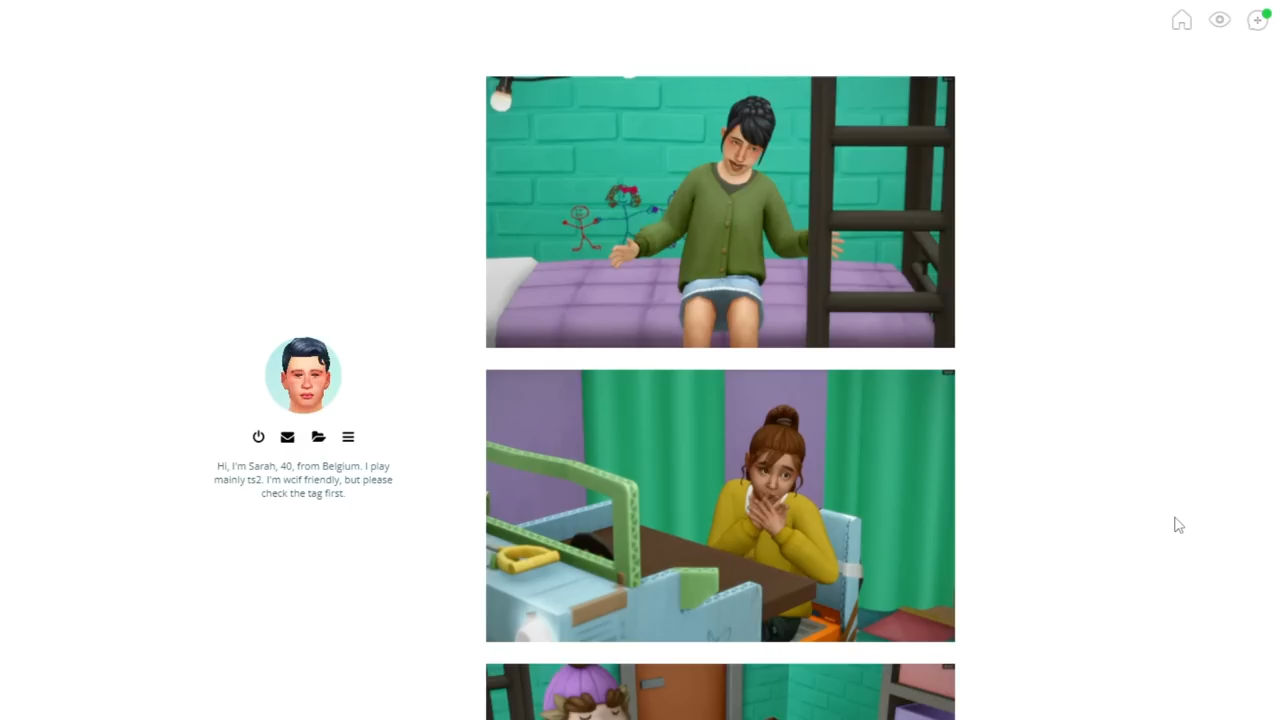 Hi, I'm Sarah, 40, from Belgium. I play
mainly ts2. I'm wcif friendly, but please
check the tag first.